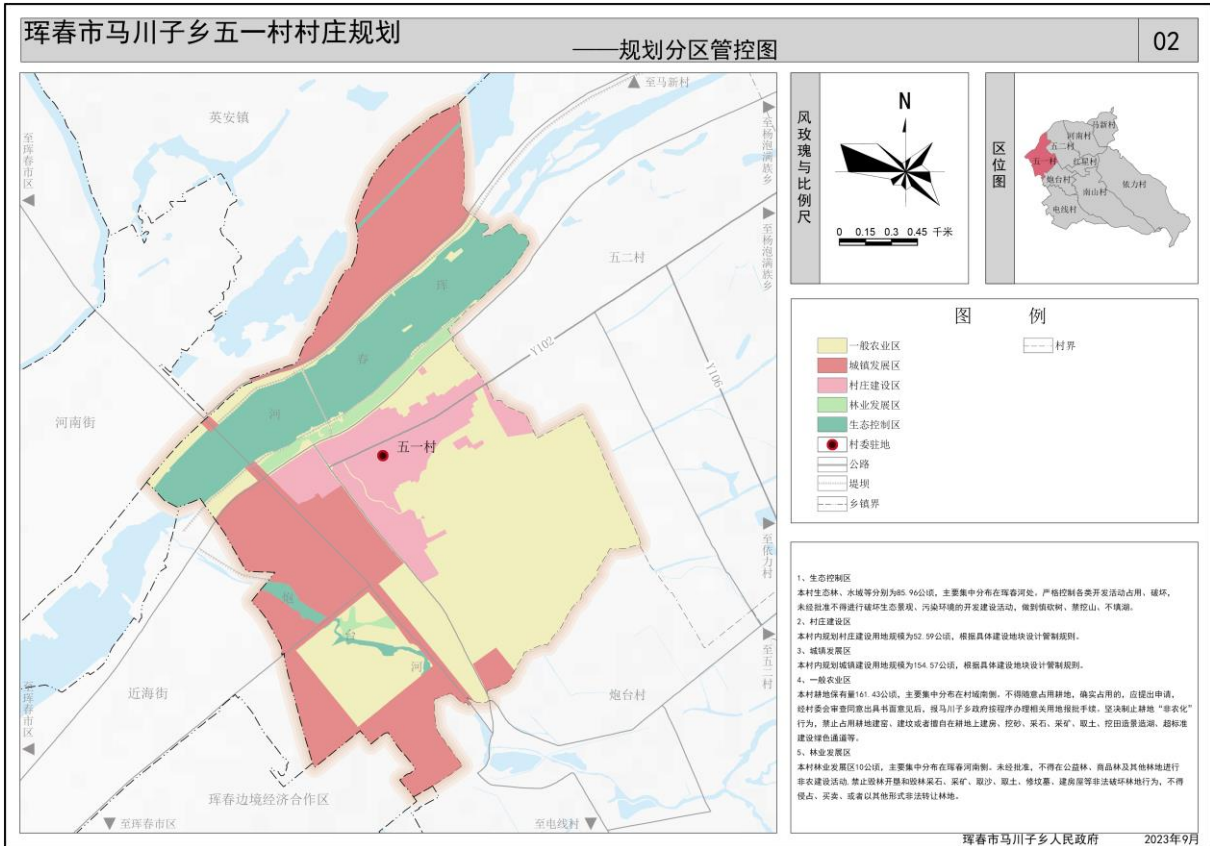 珲春市马川子乡五一村村庄规划
——规划分区管控图
02
至马新村
英安镇
至珲春市区
至杨泡满族乡
至杨泡满族乡
五二村
珲
春
河
Y102
Y106
河南街
五一村
至依力村
炮
台
河
近海街
炮台村
至五二村
至珲春市区
珲春边境经济合作区
至珲春市区
至电线村
风玫瑰与比例尺
N
0 0.15 0.3 0.45 千米
区位图
马新村
河南村
五二村
五一村
红星村
炮台村
依力村
南山村
电线村
图 例
一般农业区
城镇发展区
村庄建设区
林业发展区
生态控制区
村委驻地
公路
堤坝
乡镇界
村界
1、生态控制区
本村生态林、水域等分别为85.96公顷，主要集中分布在珲春河处。严格控制各类开发活动占用、破坏，
未经批准不得进行破坏生态景观、污染环境的开发建设活动，做到慎砍树、禁挖山、不填湖。
2、村庄建设区
本村内规划村庄建设用地规模为52.59公顷，根据具体建设地块设计管制规则。
3、城镇发展区
本村内规划城镇建设用地规模为154.57公顷，根据具体建设地块设计管制规则。
4、一般农业区
本村耕地保有量161.43公顷，主要集中分布在村域南侧。不得随意占用耕地，确实占用的，应提出申请，
经村委会审查同意出具书面意见后，报马川子乡政府按程序办理相关用地报批手续。坚决制止耕地“非农化”
行为，禁止占用耕地建窑、建坟或者擅自在耕地上建房、挖砂、采石、采矿、取土、挖田造景造湖、超标准
建设绿色通道等。
5、林业发展区
本村林业发展区10公顷，主要集中分布在珲春河南侧。未经批准，不得在公益林、商品林及其他林地进行
非农建设活动.禁止毁林开垦和毁林采石、采矿、取沙、取土、修坟墓、建房屋等非法破坏林地行为，不得
侵占、买卖、或者以其他形式非法转让林地。
珲春市马川子乡人民政府 2023年9月